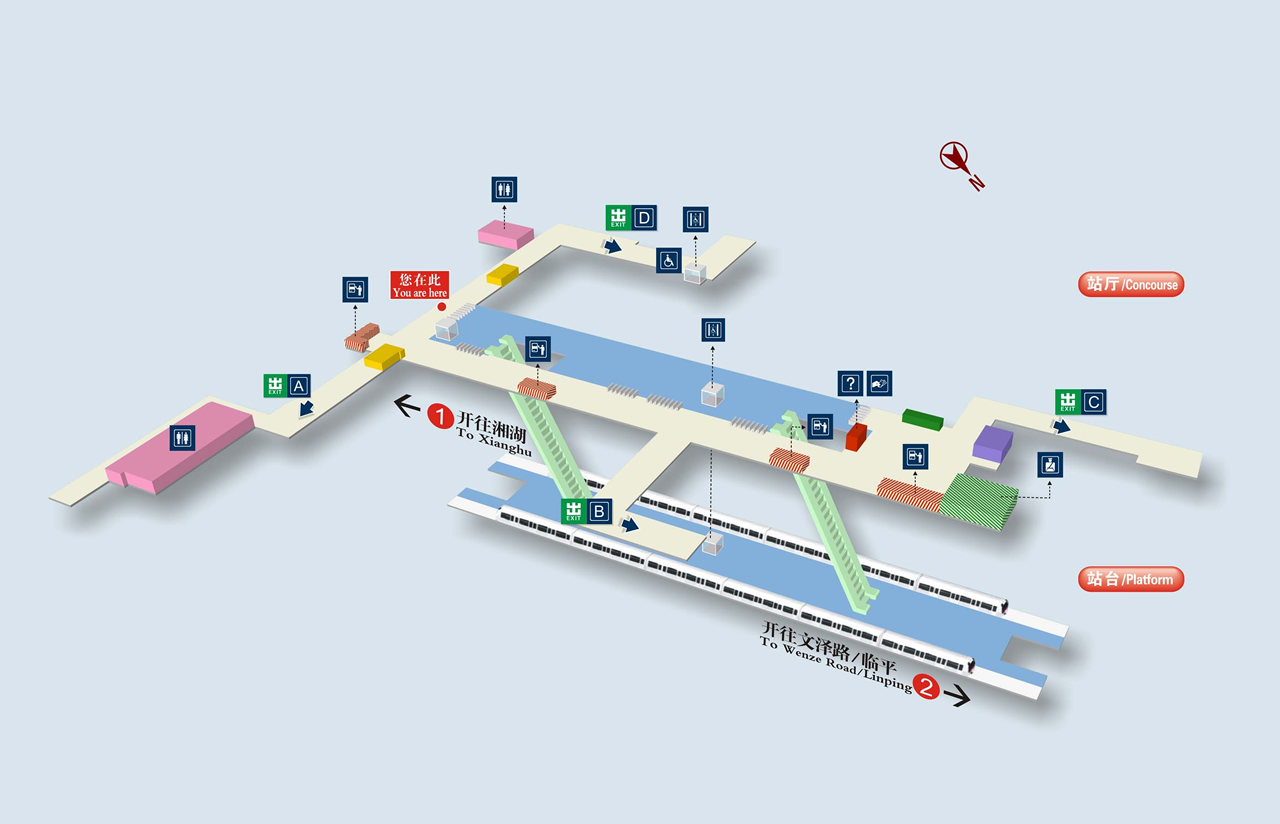 出 D
EXIT
N
您在此
You are here
站厅/Concourse
?
出 A
EXIT
出 C
EXIT
1 开往湘湖
To Xianghu
出 B
EXIT
站台/Platform
开往文泽路/临平
To Wenze Road/Linping 2